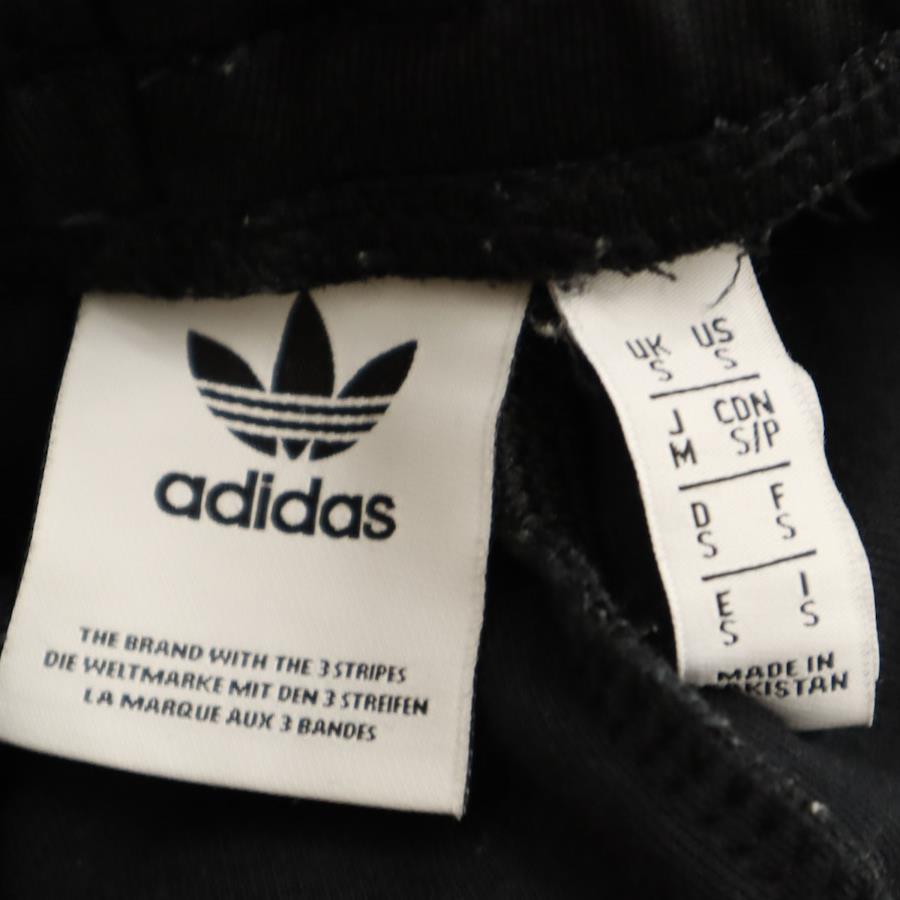 adidas
THE BRAND WITH THE 3 STRIPES
DIE WELTMARKE MIT DEN 3 STREIFEN
LA MARQUE AUX 3 BANDES
UK US
S S
J CDN
M S/P
D F
S S
E I
S S
MADE IN
PAKISTAN